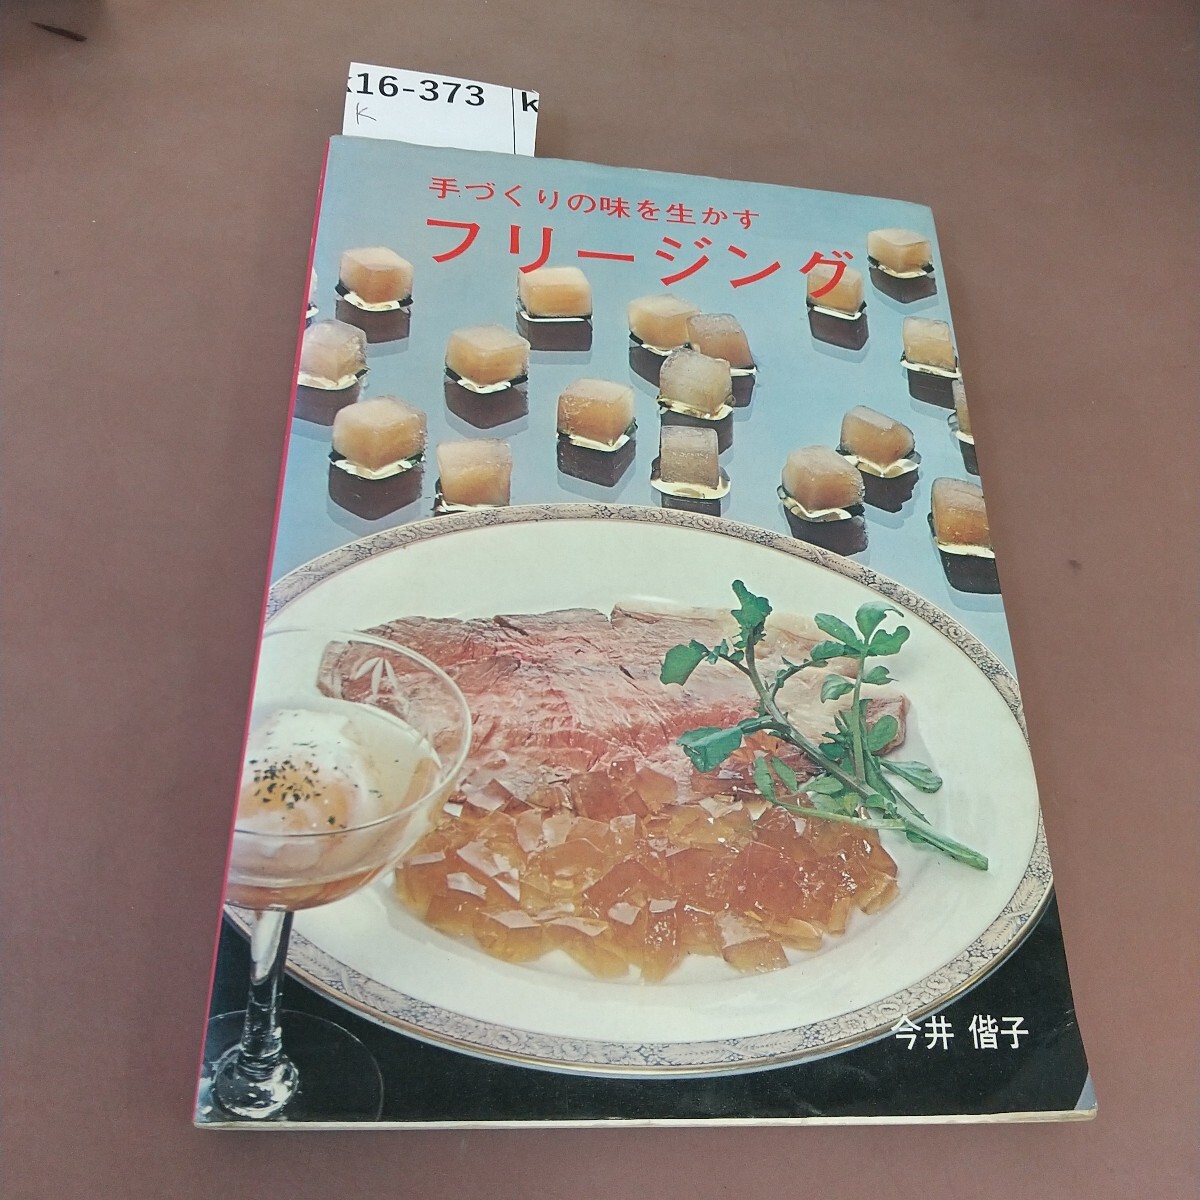 k16-373
k
K
手づくりの味を生かす
フリージング
今井 偕子